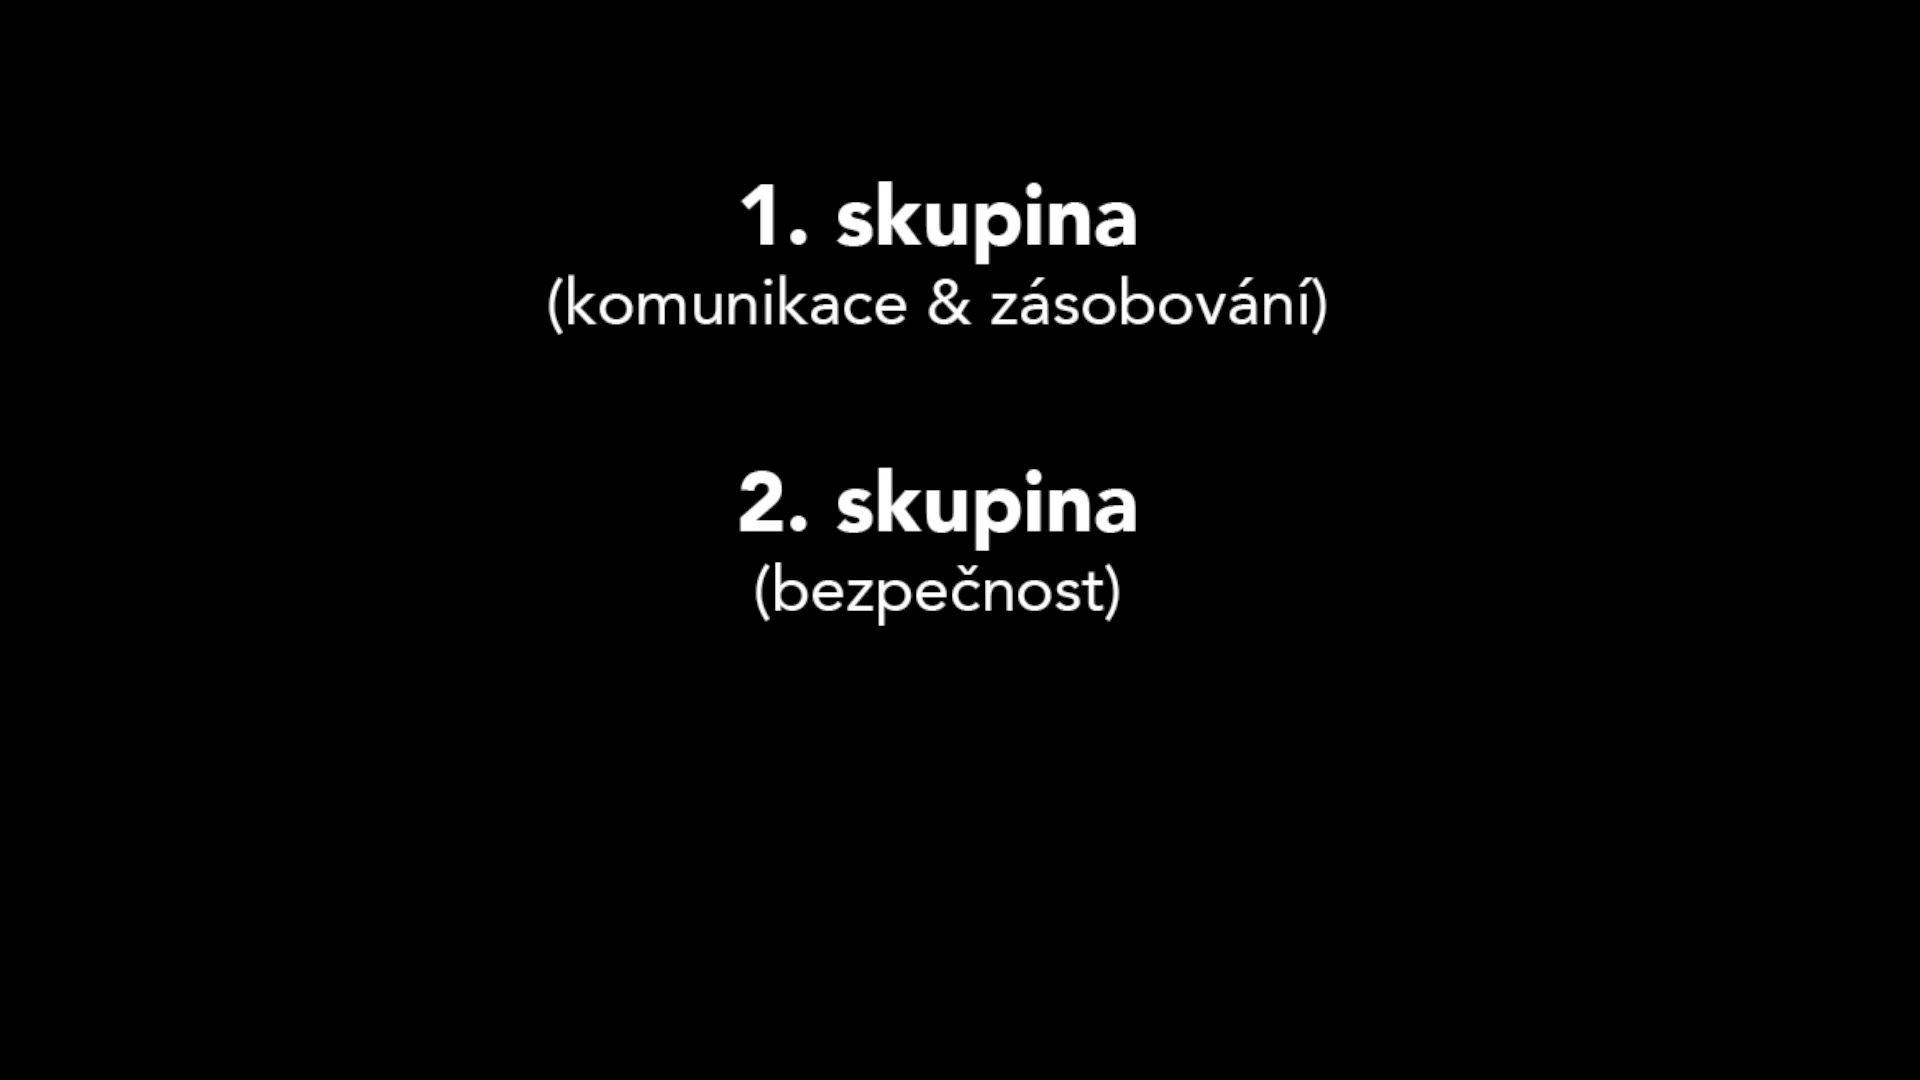 1. skupina
(komunikace & zásobování)
2. skupina
(bezpečnost)